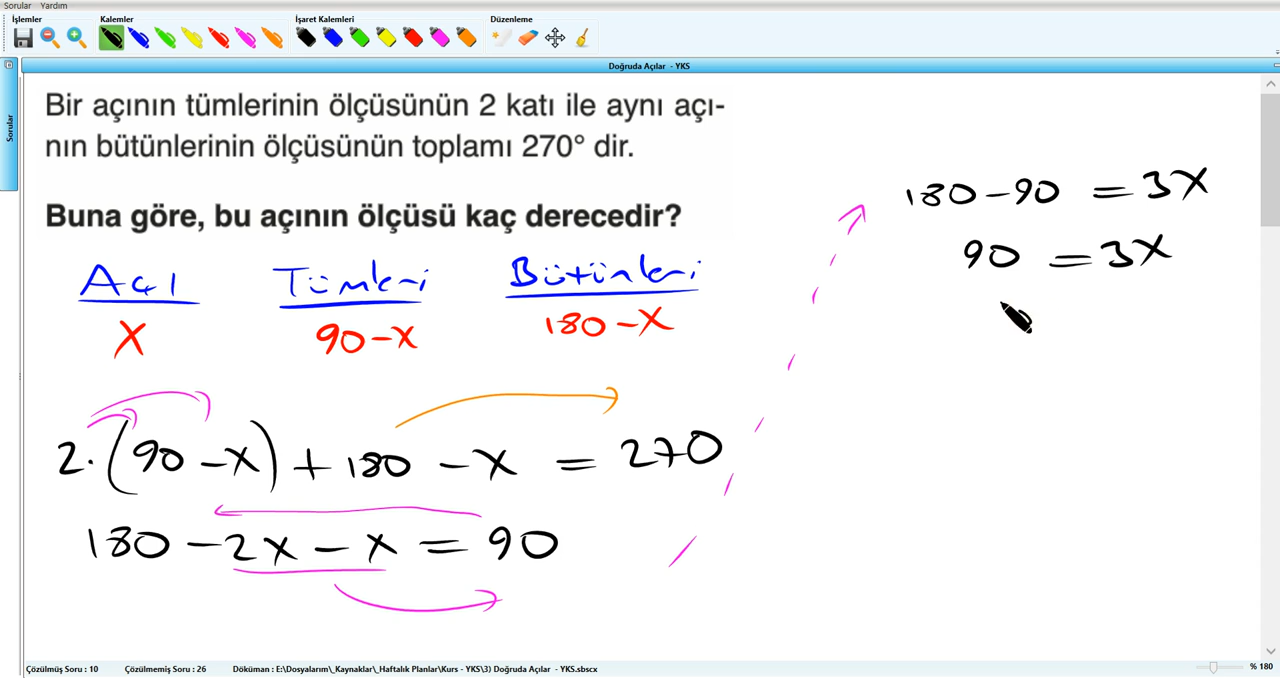 Sorular Yardım
İşlemler Kalemler İşaret Kalemleri Düzenleme
Doğruda Açılar - YKS
Sorular
Bir açının tümlerinin ölçüsünün 2 katı ile aynı açı-
nın bütünlerinin ölçüsünün toplamı 270° dir.
Buna göre, bu açının ölçüsü kaç derecedir?
Açı Tümleri Bütünleri
X 90-X 180-X
2.(90-X)+180-X=270
180-2X-X=90
180-90=3X
90=3X
Çözülmüş Soru : 10 Çözülmemiş Soru : 26 Döküman : E:\Dosyalarım\_Kaynaklar\_Haftalık Planlar\Kurs - YKS\3) Doğruda Açılar - YKS.sbscx % 180